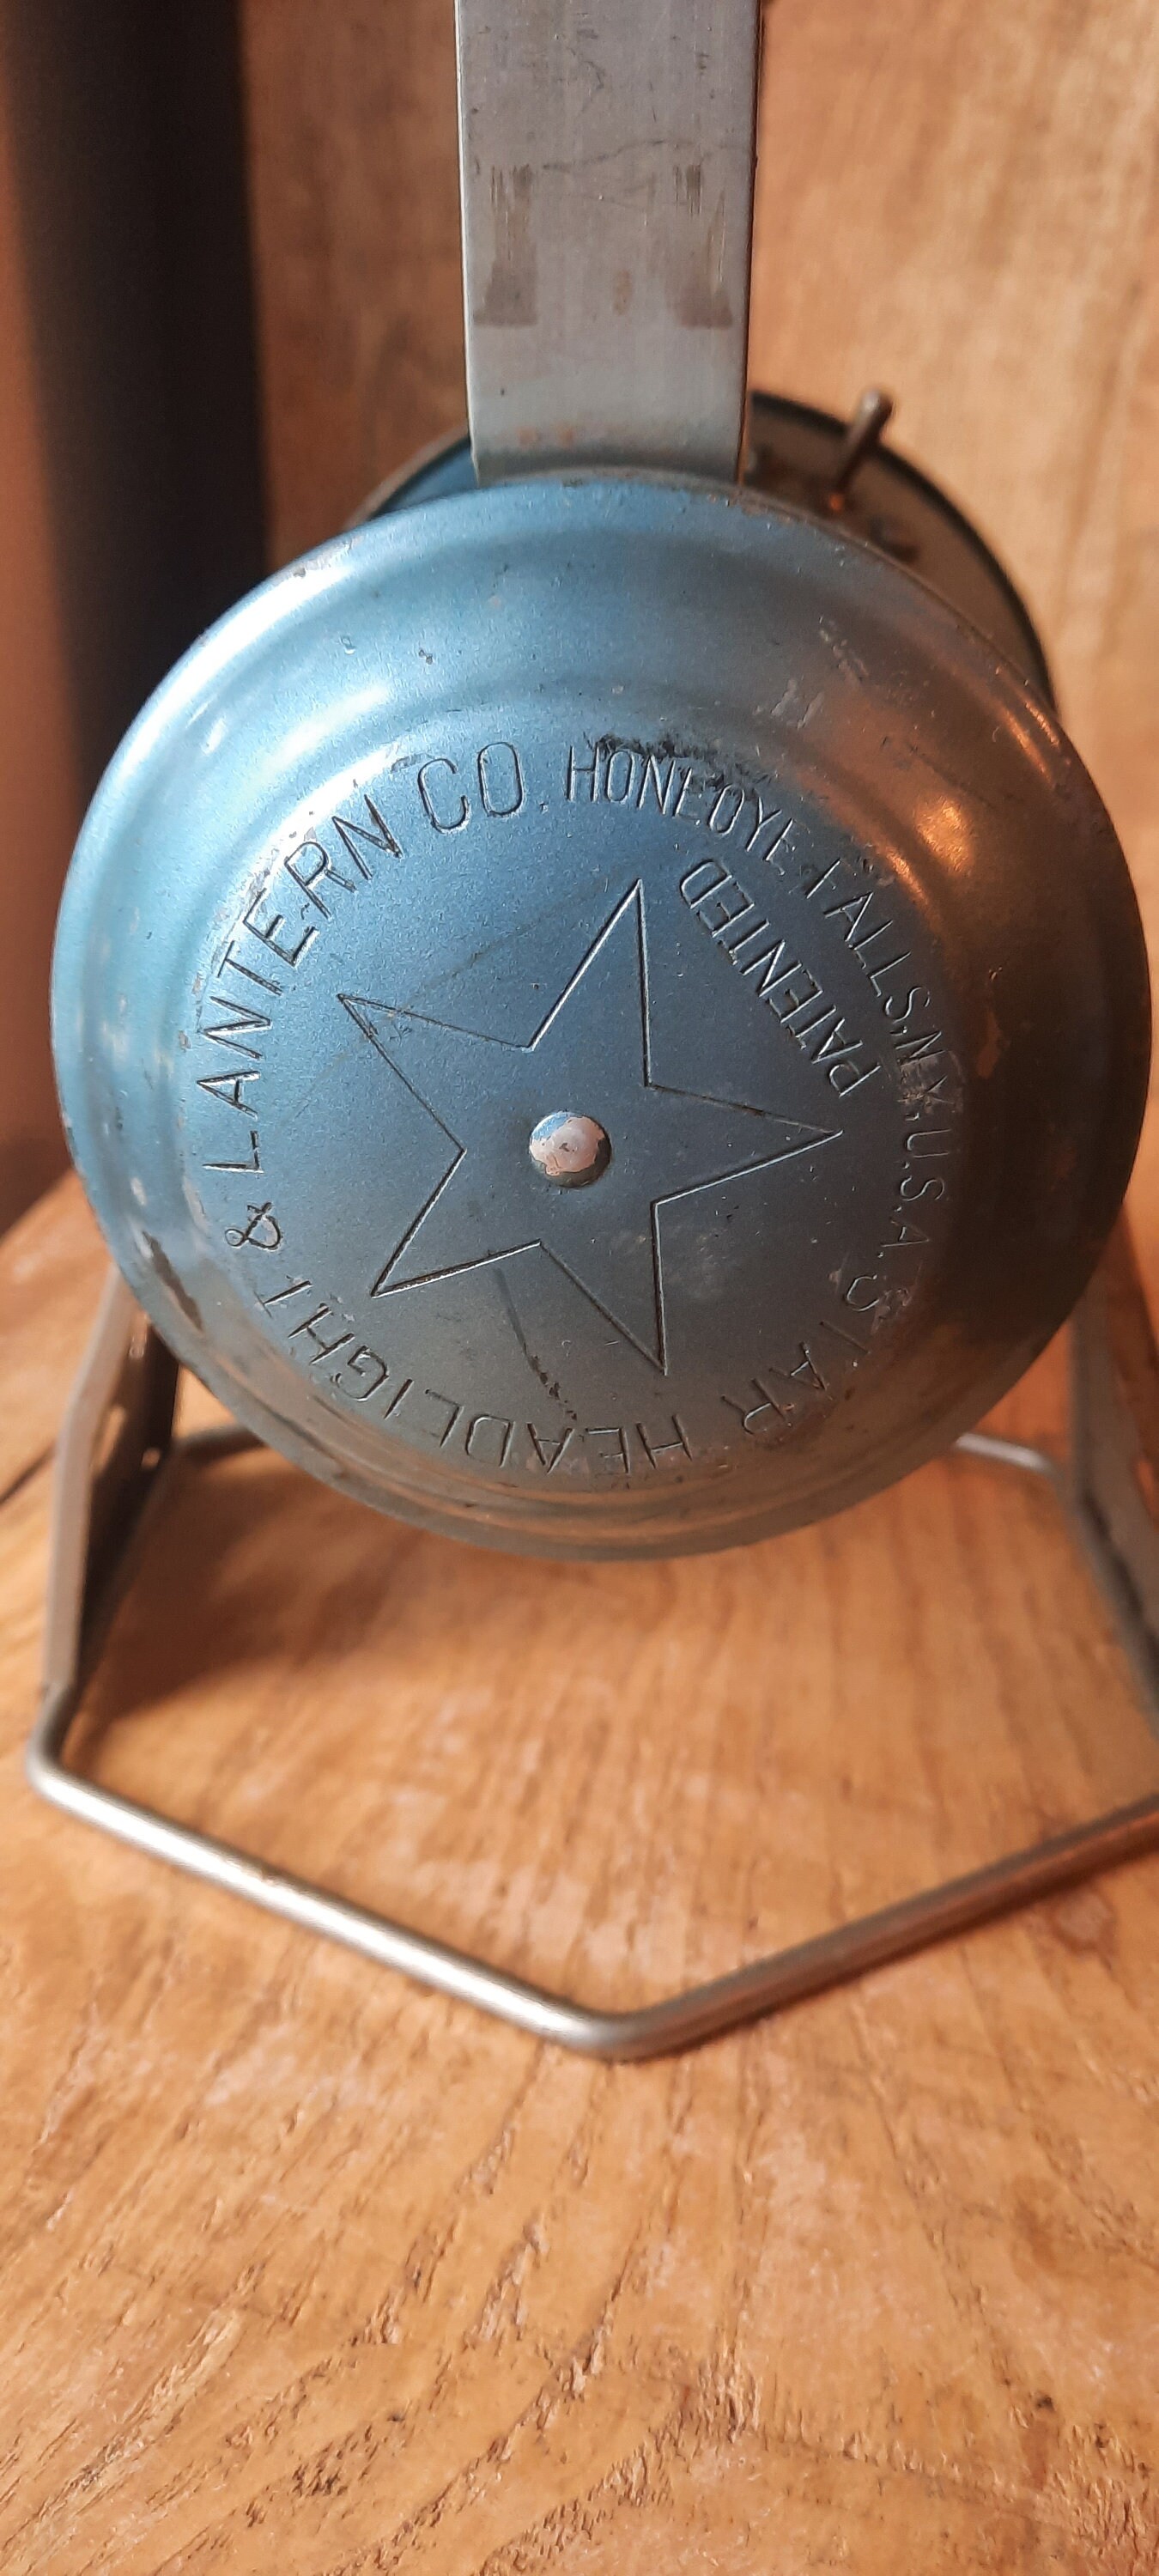 STAR HEADLIGHT & LANTERN CO. HONEOYE FALLS, N.Y. U.S.A.
PATENTED